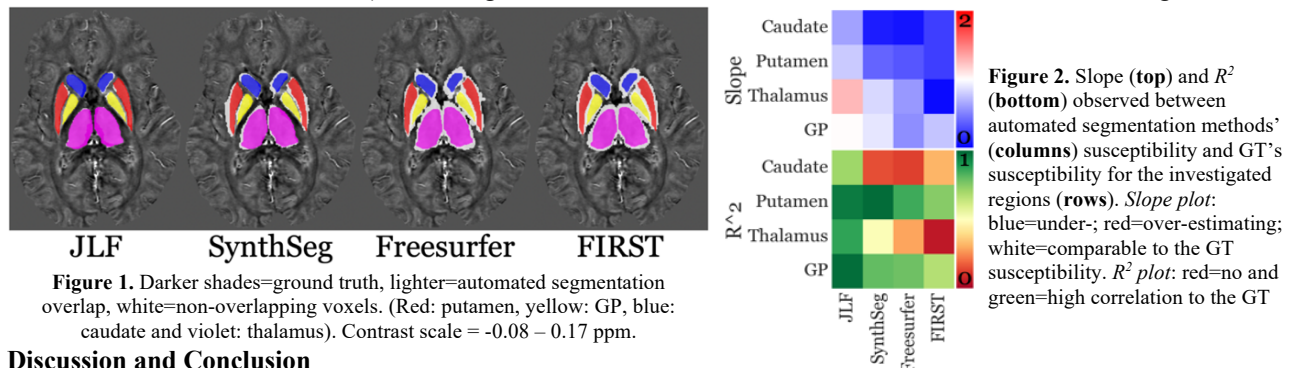 JLF SynthSeg Freesurfer FIRST
Figure 1. Darker shades=ground truth, lighter=automated segmentation
overlap, white=non-overlapping voxels. (Red: putamen, yellow: GP, blue:
caudate and violet: thalamus). Contrast scale = -0.08 – 0.17 ppm.
Slope
Caudate
Putamen
Thalamus
GP
2
0
R^2
Caudate
Putamen
Thalamus
GP
1
0
JLF
SynthSeg
Freesurfer
FIRST
Figure 2. Slope (top) and R² 
(bottom) observed between
automated segmentation methods’
(columns) susceptibility and GT’s
susceptibility for the investigated
regions (rows). Slope plot:
blue=under-; red=over-estimating;
white=comparable to the GT
susceptibility. R² plot: red=no and
green=high correlation to the GT
Discussion and Conclusion